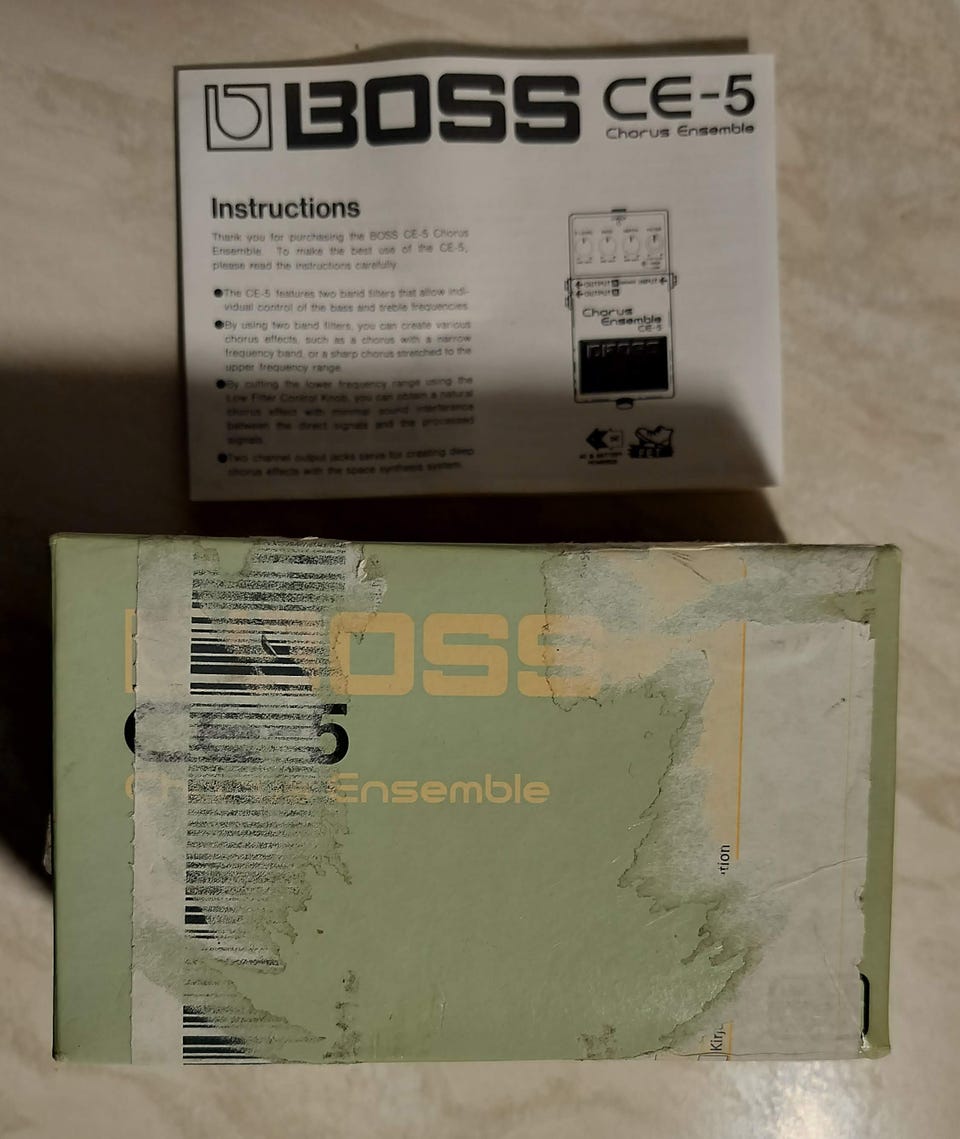 BOSS CE-5
Chorus Ensemble
Instructions
Thank you for purchasing the BOSS CE-5 Chorus
Ensemble. To make the best use of the CE-5,
please read the instructions carefully.
●The CE-5 features two band filters that allow indi-
vidual control of the bass and treble frequencies.
●By using two band filters, you can create various
chorus effects, such as a chorus with a narrow
frequency band, or a sharp chorus stretched to the
upper frequency range.
●By cutting the lower frequency range using the
Low Filter Control Knob, you can obtain a natural
chorus effect with minimal sound interference
between the direct signals and the processed
signals.
●Two channel output jacks serve for creating deep
chorus effects with the space synthesis system.
OUTPUT INPUT
OUTPUT
Chorus
Ensemble
CE-5
BOSS
FET
OSS
5
Ensemble
tion
Kirj